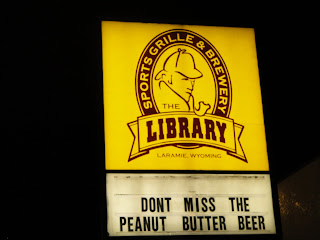 SPORTS GRILLE & BREWERY
THE
LIBRARY
LARAMIE, WYOMING
DONT MISS THE
PEANUT BUTTER BEER